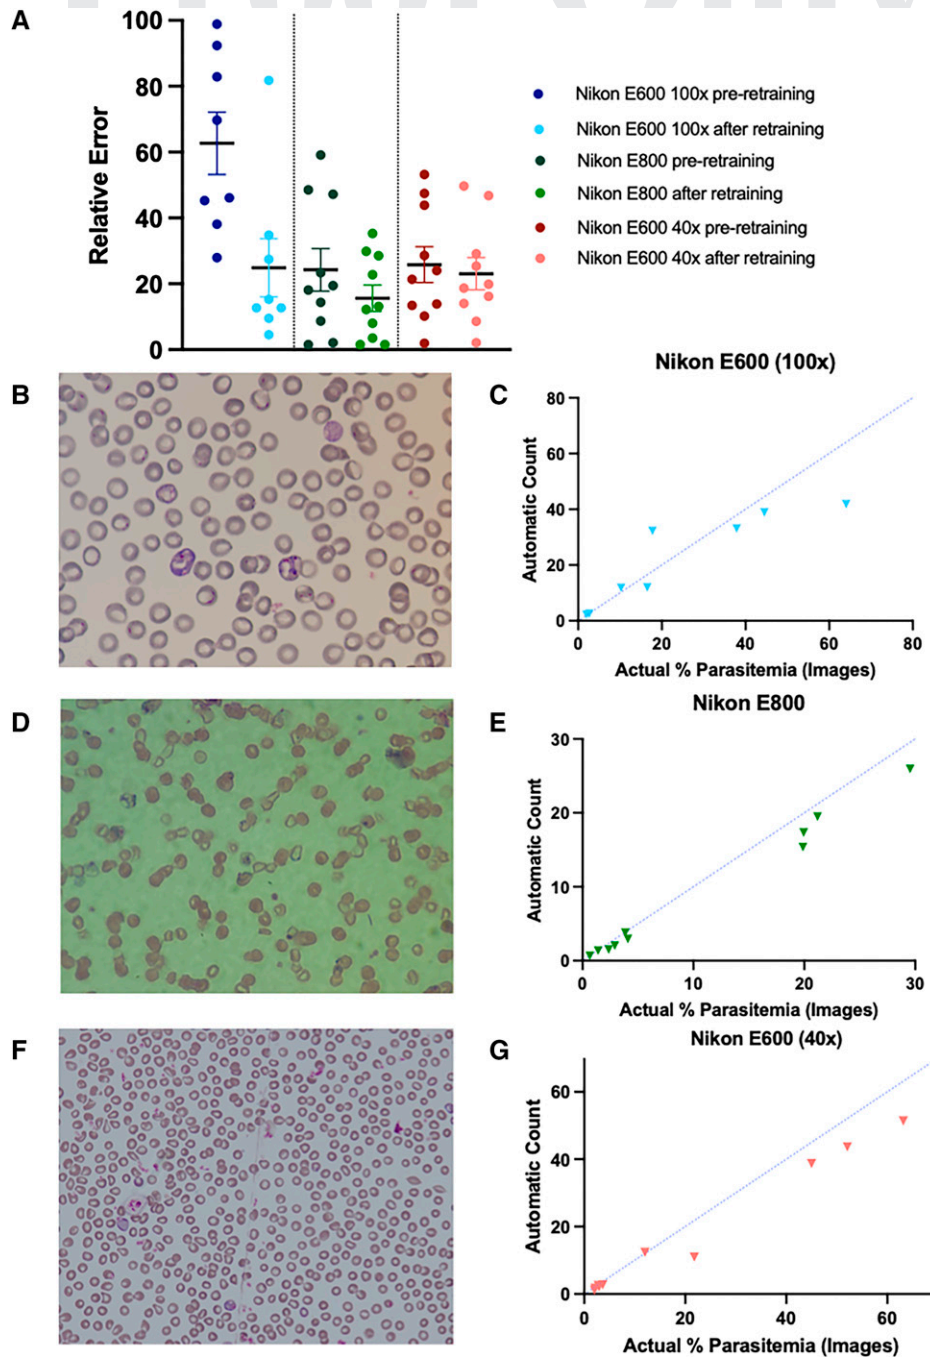 A
100
80
60
40
20
0
Relative Error
Nikon E600 100x pre-retraining
Nikon E600 100x after retraining
Nikon E800 pre-retraining
Nikon E800 after retraining
Nikon E600 40x pre-retraining
Nikon E600 40x after retraining
B
C
Nikon E600 (100x)
80
60
40
20
0
Automatic Count
0 20 40 60 80
Actual % Parasitemia (Images)
D
E
Nikon E800
30
20
10
0
Automatic Count
0 10 20 30
Actual % Parasitemia (Images)
F
G
Nikon E600 (40x)
60
40
20
0
Automatic Count
0 20 40 60
Actual % Parasitemia (Images)